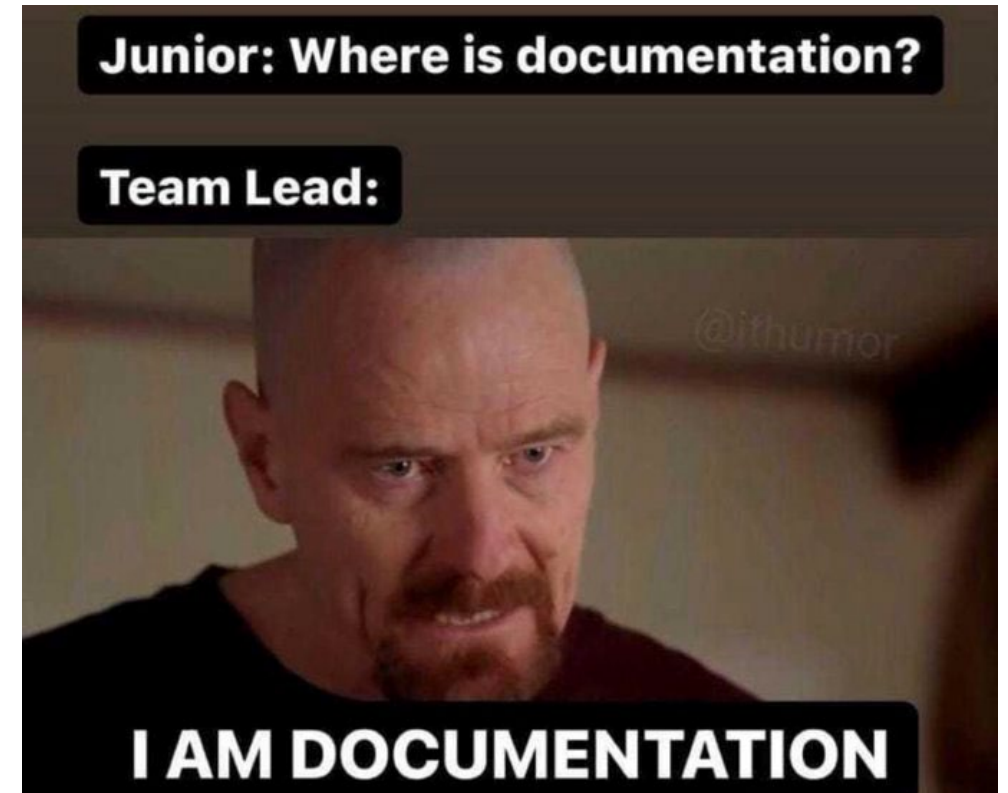 Junior: Where is documentation?
Team Lead:
@ithumor
I AM DOCUMENTATION